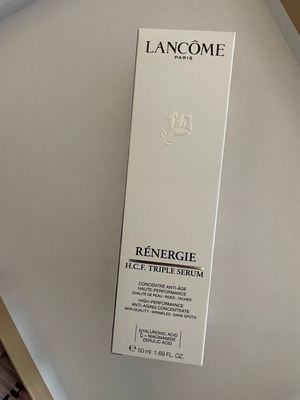 LANCÔME
PARIS
RÉNERGIE
H.C.F. TRIPLE SERUM
CONCENTRÉ ANTI-ÂGE
HAUTE-PERFORMANCE
QUALITÉ DE PEAU - RIDES - TACHES
HIGH-PERFORMANCE
ANTI-AGING CONCENTRATE
SKIN QUALITY - WRINKLES - DARK SPOTS
HYALURONIC ACID
C + NIACINAMIDE
FERULIC ACID
℮ 50 ml 1.69 FL. OZ.